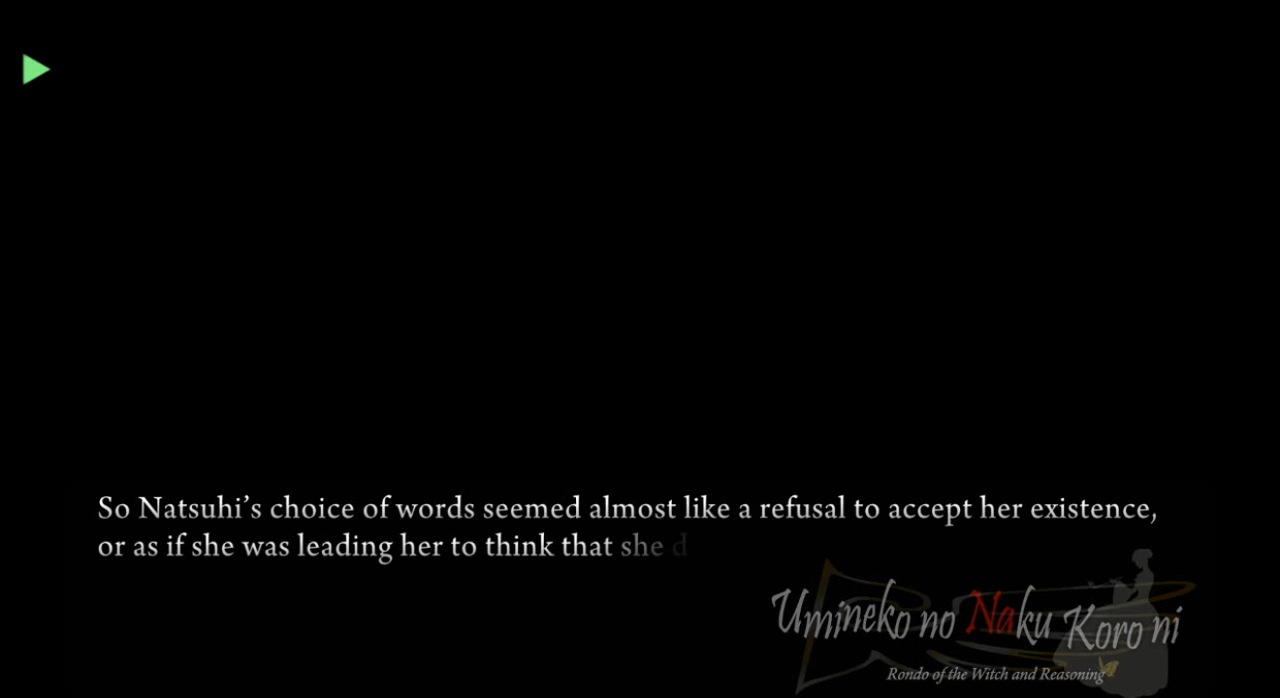 So Natsuhi’s choice of words seemed almost like a refusal to accept her existence,
or as if she was leading her to think that she d
Umineko no Naku Koro ni
Rondo of the Witch and Reasoning